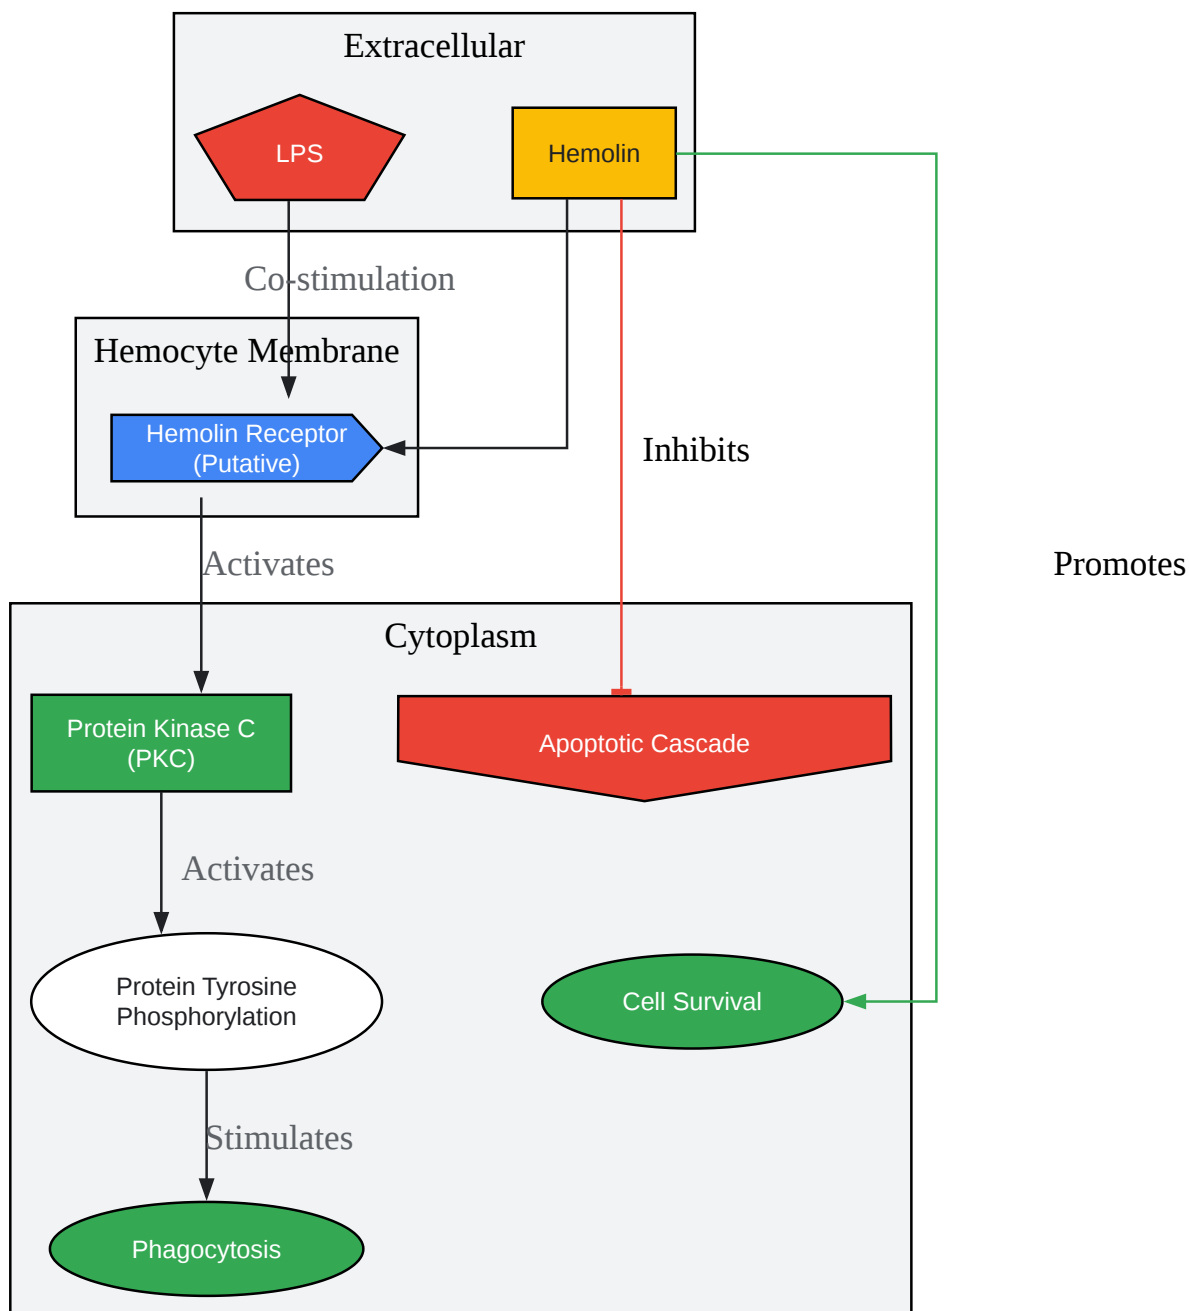 Extracellular
LPS
Hemolin
Co-stimulation
Hemocyte Membrane
Hemolin Receptor
(Putative)
Inhibits
Activates
Promotes
Cytoplasm
Protein Kinase C
(PKC)
Apoptotic Cascade
Activates
Protein Tyrosine
Phosphorylation
Cell Survival
Stimulates
Phagocytosis